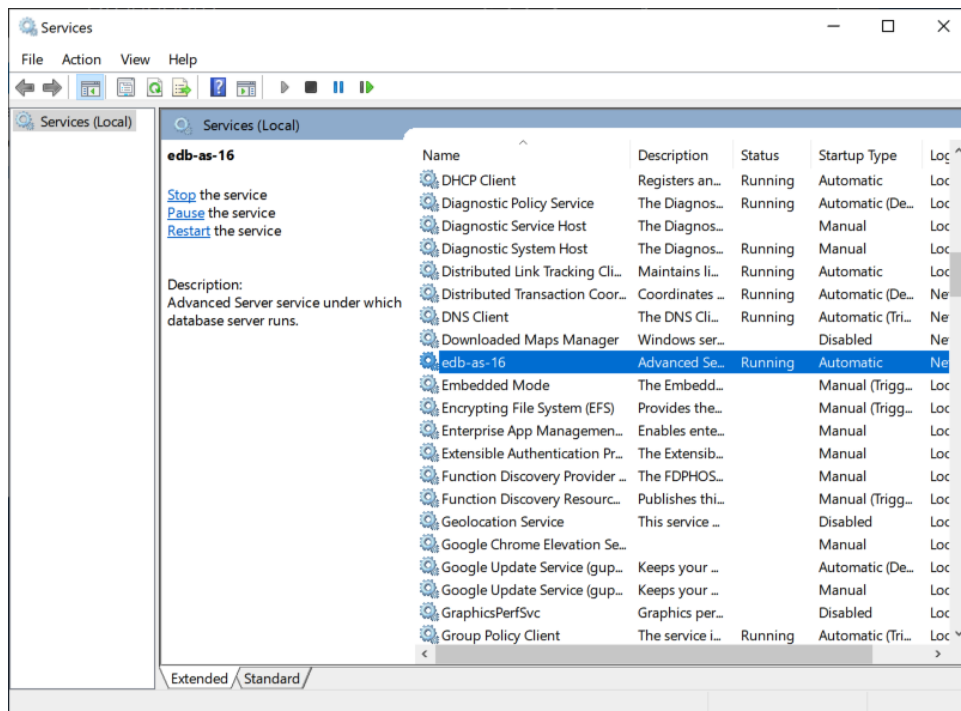 Services
File Action View Help
Services (Local)
Services (Local)
edb-as-16
Stop the service
Pause the service
Restart the service
Description:
Advanced Server service under which
database server runs.
Name Description Status Startup Type Log
DHCP Client Registers an... Running Automatic Loc
Diagnostic Policy Service The Diagnos... Running Automatic (De... Loc
Diagnostic Service Host The Diagnos... Manual Loc
Diagnostic System Host The Diagnos... Running Manual Loc
Distributed Link Tracking Cli... Maintains li... Running Automatic Loc
Distributed Transaction Coor... Coordinates ... Running Automatic (De... Ne
DNS Client The DNS Cli... Running Automatic (Tri... Ne
Downloaded Maps Manager Windows ser... Disabled Ne
edb-as-16 Advanced Se... Running Automatic Ne
Embedded Mode The Embedd... Manual (Trigg... Loc
Encrypting File System (EFS) Provides the... Manual (Trigg... Loc
Enterprise App Managemen... Enables ente... Manual Loc
Extensible Authentication Pr... The Extensib... Manual Loc
Function Discovery Provider ... The FDPHOS... Manual Loc
Function Discovery Resourc... Publishes thi... Manual (Trigg... Loc
Geolocation Service This service ... Disabled Loc
Google Chrome Elevation Se... Manual Loc
Google Update Service (gup... Keeps your ... Automatic (De... Loc
Google Update Service (gup... Keeps your ... Manual Loc
GraphicsPerfSvc Graphics per... Disabled Loc
Group Policy Client The service i... Running Automatic (Tri... Loc
Extended Standard